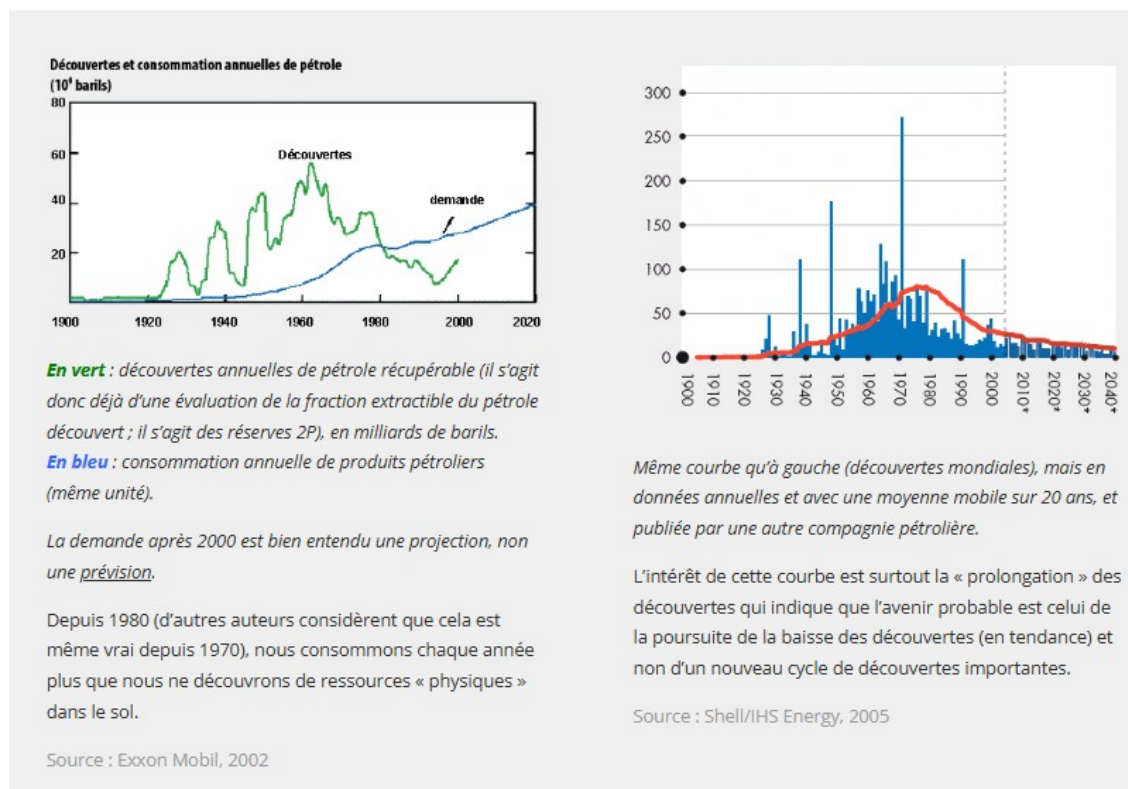 Découvertes et consommation annuelles de pétrole
(10⁹ barils)
80
60
40
20
Découvertes
demande
1900 1920 1940 1960 1980 2000 2020
En vert : découvertes annuelles de pétrole récupérable (il s’agit
donc déjà d’une évaluation de la fraction extractible du pétrole
découvert ; il s’agit des réserves 2P), en milliards de barils.
En bleu : consommation annuelle de produits pétroliers
(même unité).
La demande après 2000 est bien entendu une projection, non
une prévision.
Depuis 1980 (d’autres auteurs considèrent que cela est
même vrai depuis 1970), nous consommons chaque année
plus que nous ne découvrons de ressources « physiques »
dans le sol.
Source : Exxon Mobil, 2002
300
250
200
150
100
50
0
1900 1910 1920 1930 1940 1950 1960 1970 1980 1990 2000 2010* 2020* 2030* 2040*
Même courbe qu’à gauche (découvertes mondiales), mais en
données annuelles et avec une moyenne mobile sur 20 ans, et
publiée par une autre compagnie pétrolière.
L’intérêt de cette courbe est surtout la « prolongation » des
découvertes qui indique que l’avenir probable est celui de
la poursuite de la baisse des découvertes (en tendance) et
non d’un nouveau cycle de découvertes importantes.
Source : Shell/IHS Energy, 2005